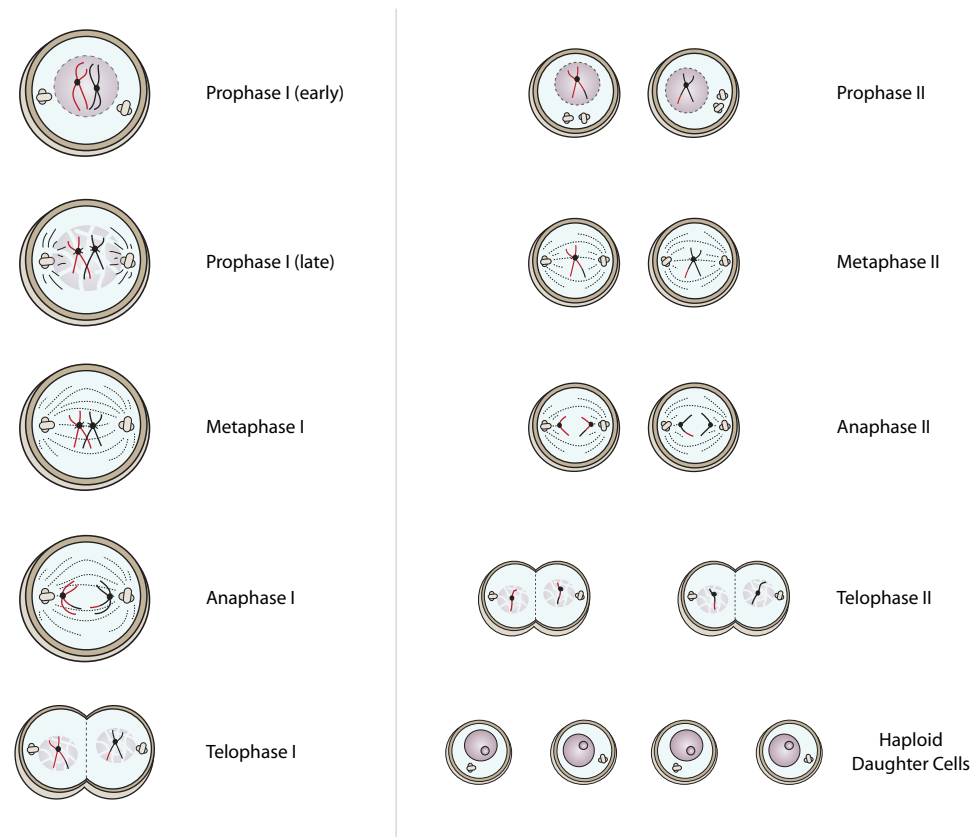 Prophase I (early)
Prophase I (late)
Metaphase I
Anaphase I
Telophase I
Prophase II
Metaphase II
Anaphase II
Telophase II
Haploid
Daughter Cells